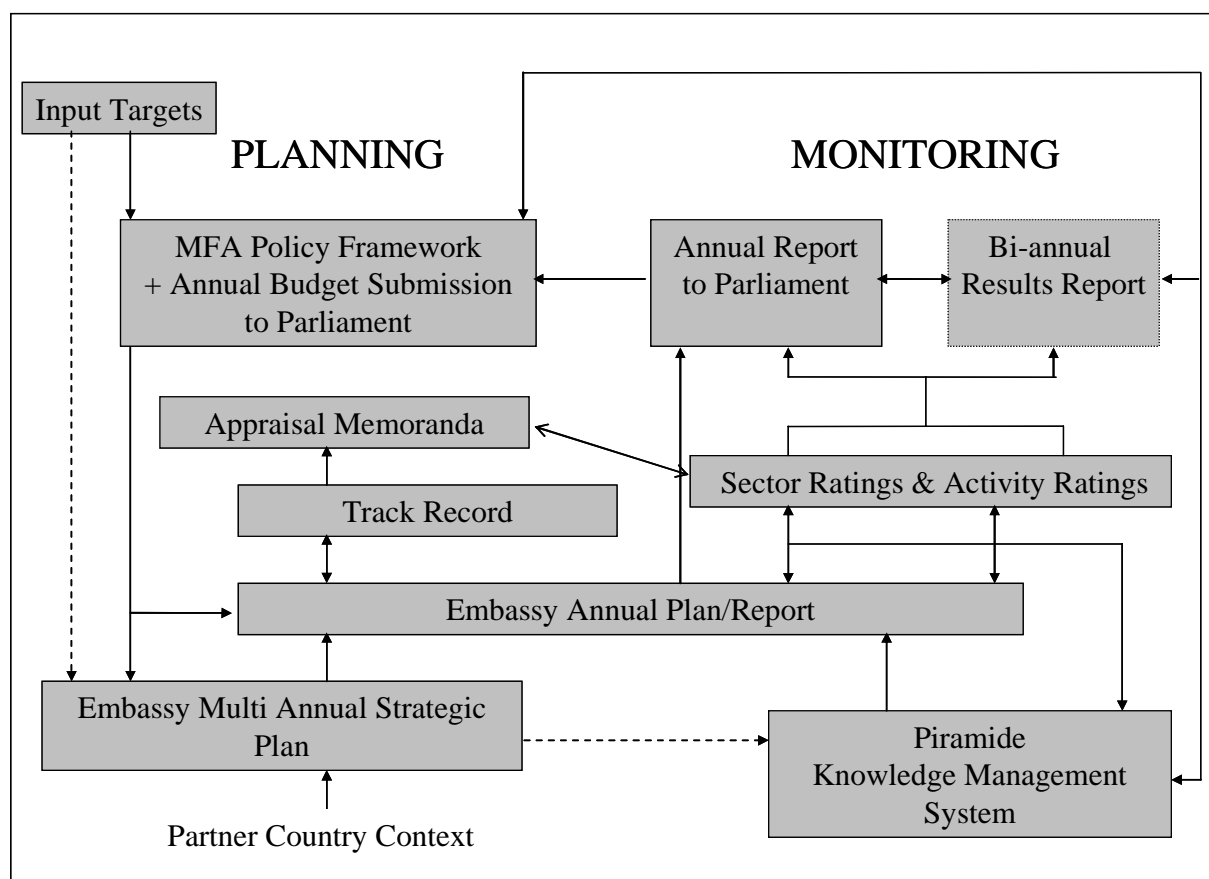 Input Targets
PLANNING
MONITORING
MFA Policy Framework
+ Annual Budget Submission
to Parliament
Annual Report
to Parliament
Bi-annual
Results Report
Appraisal Memoranda
Sector Ratings & Activity Ratings
Track Record
Embassy Annual Plan/Report
Embassy Multi Annual Strategic
Plan
Piramide
Knowledge Management
System
Partner Country Context